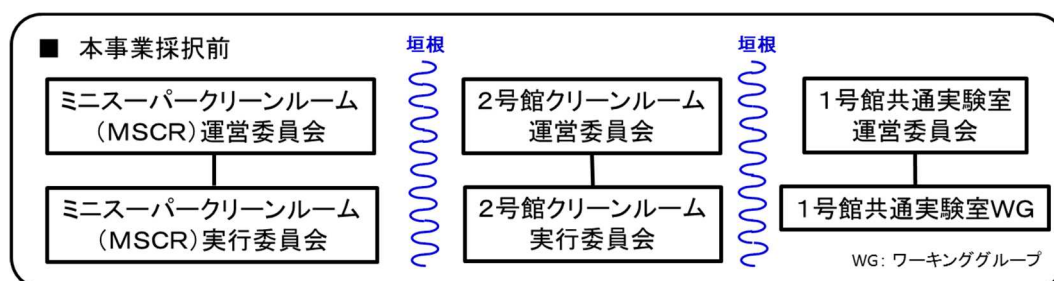 ■ 本事業採択前
垣根
垣根
ミニスーパークリーンルーム
(MSCR)運営委員会
2号館クリーンルーム
運営委員会
1号館共通実験室
運営委員会
ミニスーパークリーンルーム
(MSCR)実行委員会
2号館クリーンルーム
実行委員会
1号館共通実験室WG
WG: ワーキンググループ